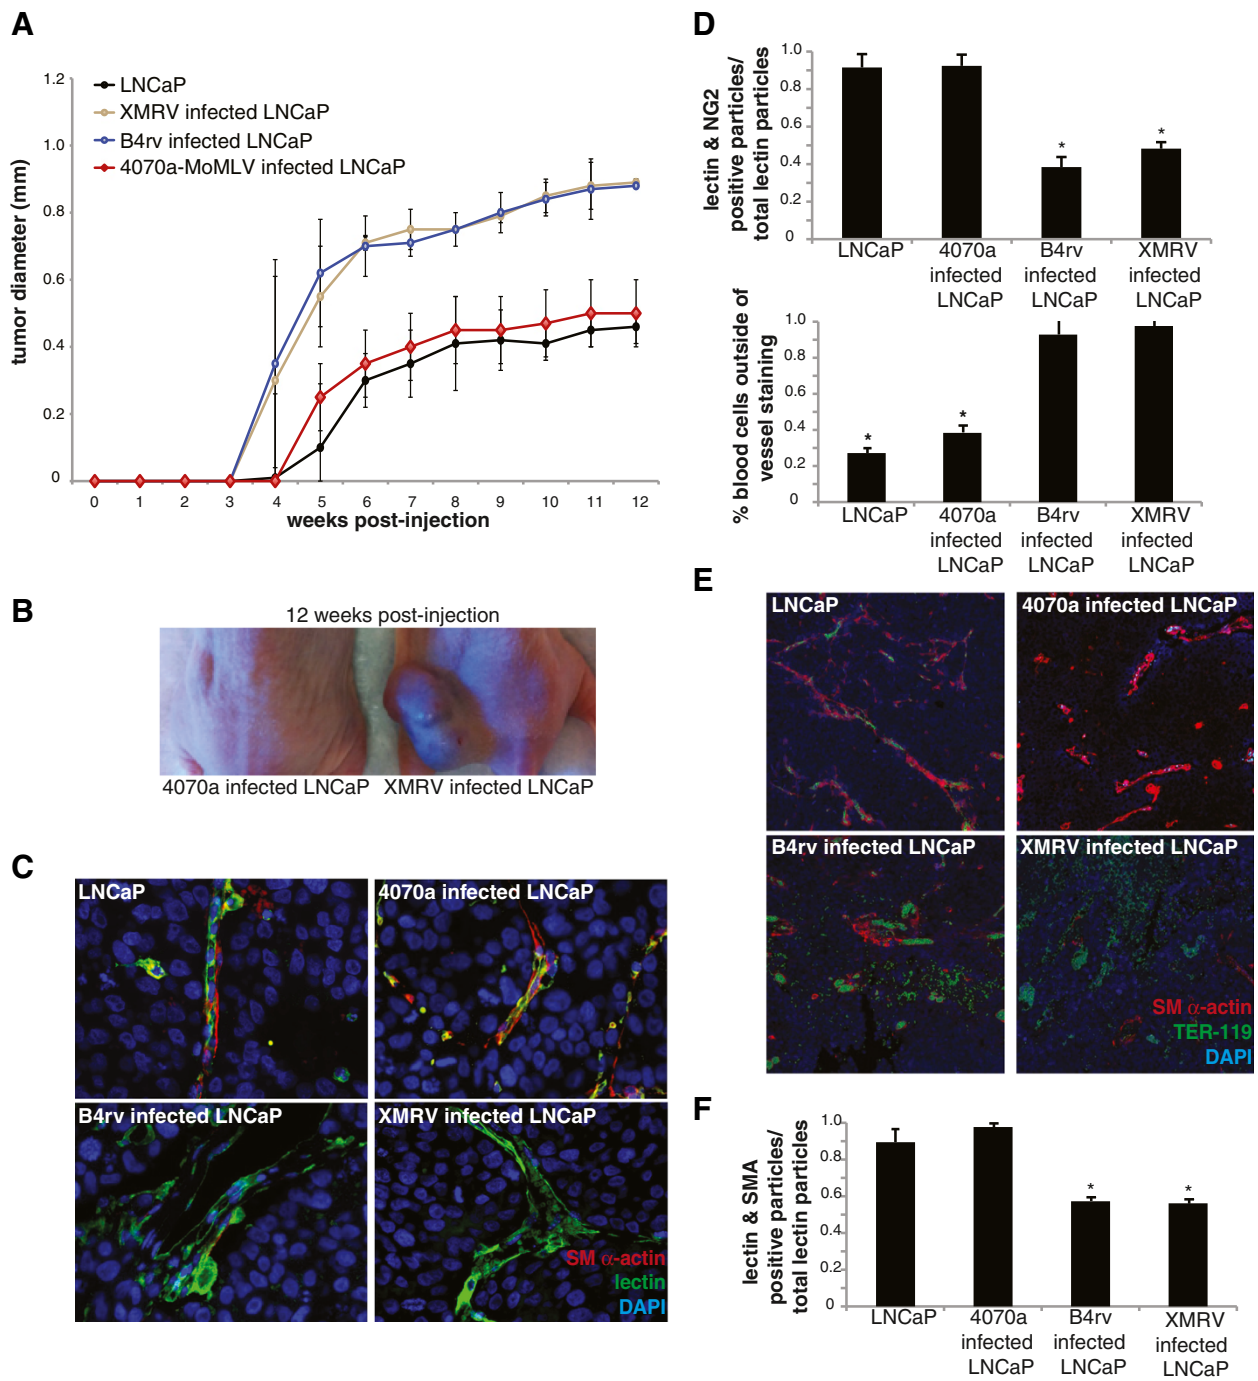 A
LNCaP
XMRV infected LNCaP
B4rv infected LNCaP
4070a-MoMLV infected LNCaP
tumor diameter (mm)
1.2
1.0
0.8
0.6
0.4
0.2
0
0 1 2 3 4 5 6 7 8 9 10 11 12
weeks post-injection
B
12 weeks post-injection
4070a infected LNCaP XMRV infected LNCaP
C
LNCaP
4070a infected LNCaP
B4rv infected LNCaP
XMRV infected LNCaP
SM α-actin
lectin
DAPI
D
lectin & NG2
positive particles/
total lectin particles
1.0
0.8
0.6
0.4
0.2
0
* *
LNCaP 4070a B4rv XMRV
infected infected infected
LNCaP LNCaP LNCaP
% blood cells outside of
vessel staining
1.0
0.8
0.6
0.4
0.2
0
* *
LNCaP 4070a B4rv XMRV
infected infected infected
LNCaP LNCaP LNCaP
E
LNCaP
4070a infected LNCaP
B4rv infected LNCaP
XMRV infected LNCaP
SM α-actin
TER-119
DAPI
F
lectin & SMA
positive particles/
total lectin particles
1.0
0.8
0.6
0.4
0.2
0
* *
LNCaP 4070a B4rv XMRV
infected infected infected
LNCaP LNCaP LNCaP